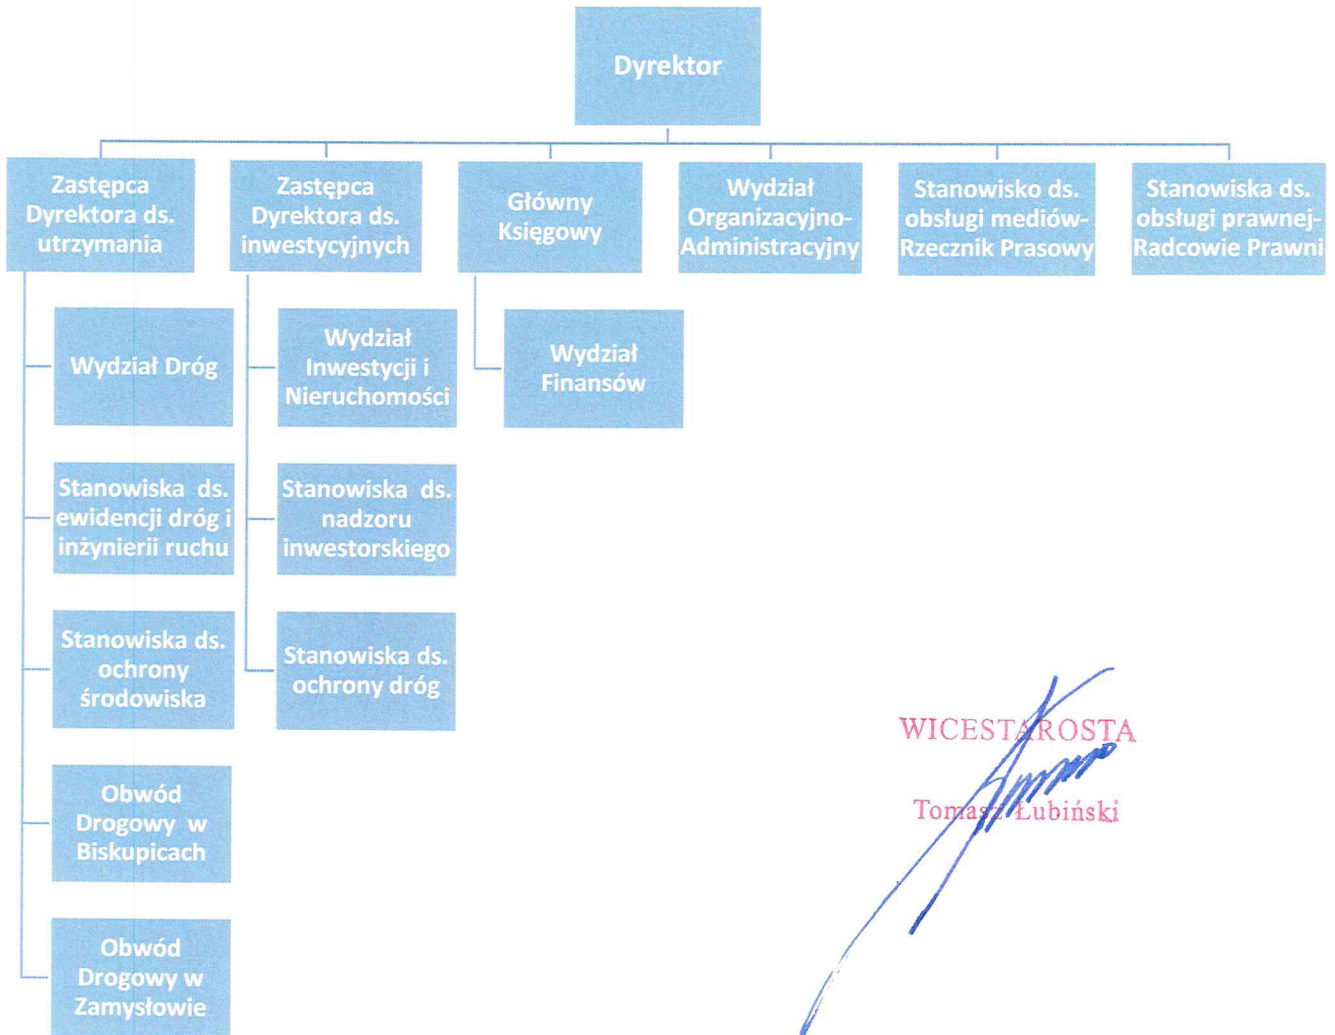 Dyrektor
Zastępca
Dyrektora ds.
utrzymania
Zastępca
Dyrektora ds.
inwestycyjnych
Główny
Księgowy
Wydział
Organizacyjno-
Administracyjny
Stanowisko ds.
obsługi mediów-
Rzecznik Prasowy
Stanowiska ds.
obsługi prawnej-
Radcowie Prawni
Wydział Dróg
Stanowiska ds.
ewidencji dróg i
inżynierii ruchu
Stanowiska ds.
ochrony
środowiska
Obwód
Drogowy w
Biskupicach
Obwód
Drogowy w
Zamysłowie
Wydział
Inwestycji i
Nieruchomości
Stanowiska ds.
nadzoru
inwestorskiego
Stanowiska ds.
ochrony dróg
Wydział
Finansów
WICESTAROSTA
Tomasz Łubiński